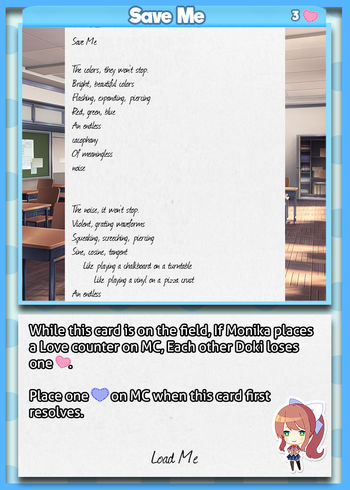 Save Me
3
Save Me
The colors, they won't stop.
Bright, beautiful colors
Flashing, expanding, piercing
Red, green, blue
An endless
cacophony
Of meaningless
noise
The noise, it won't stop.
Violent, grating waveforms
Squeaking, screeching, piercing
Sine, cosine, tangent
Like playing a chalkboard on a turntable
Like playing a vinyl on a pizza crust
An endless
While this card is on the field, If Monika places
a Love counter on MC, Each other Doki loses
one .
Place one on MC when this card first
resolves.
Load Me